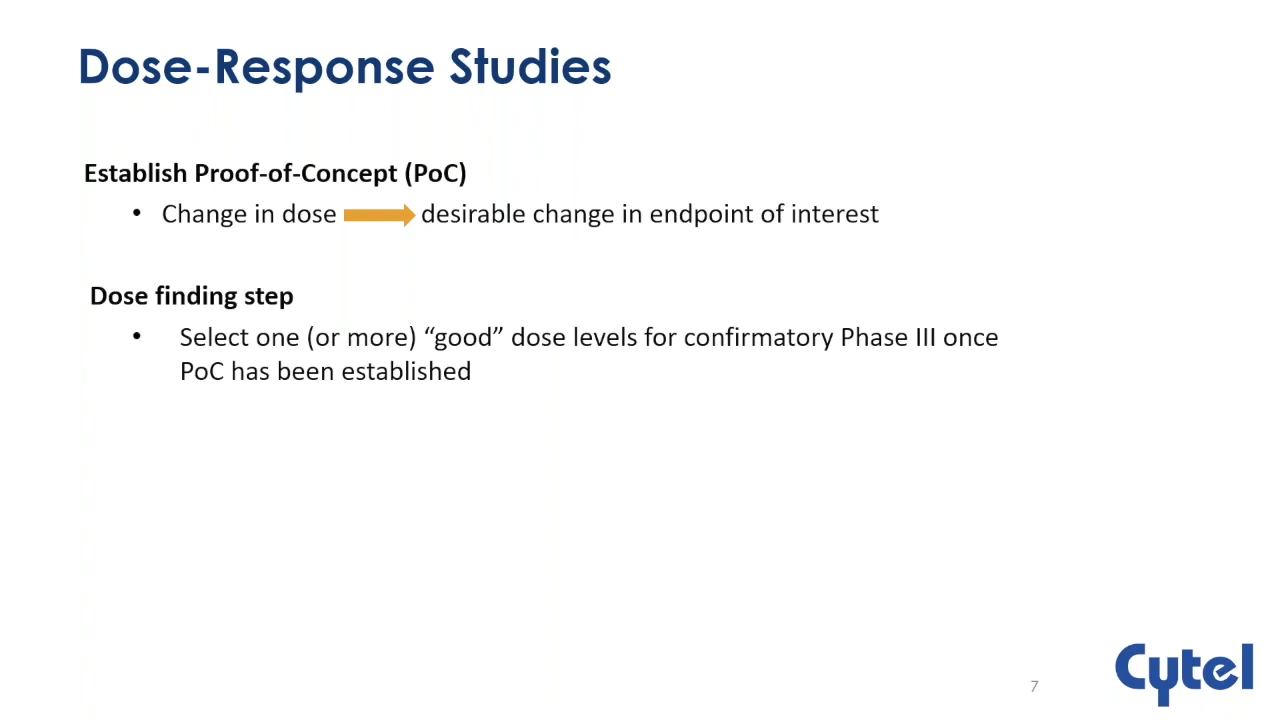 Dose-Response Studies
Establish Proof-of-Concept (PoC)
• Change in dose desirable change in endpoint of interest
Dose finding step
• Select one (or more) “good” dose levels for confirmatory Phase III once
PoC has been established
7
Cytel